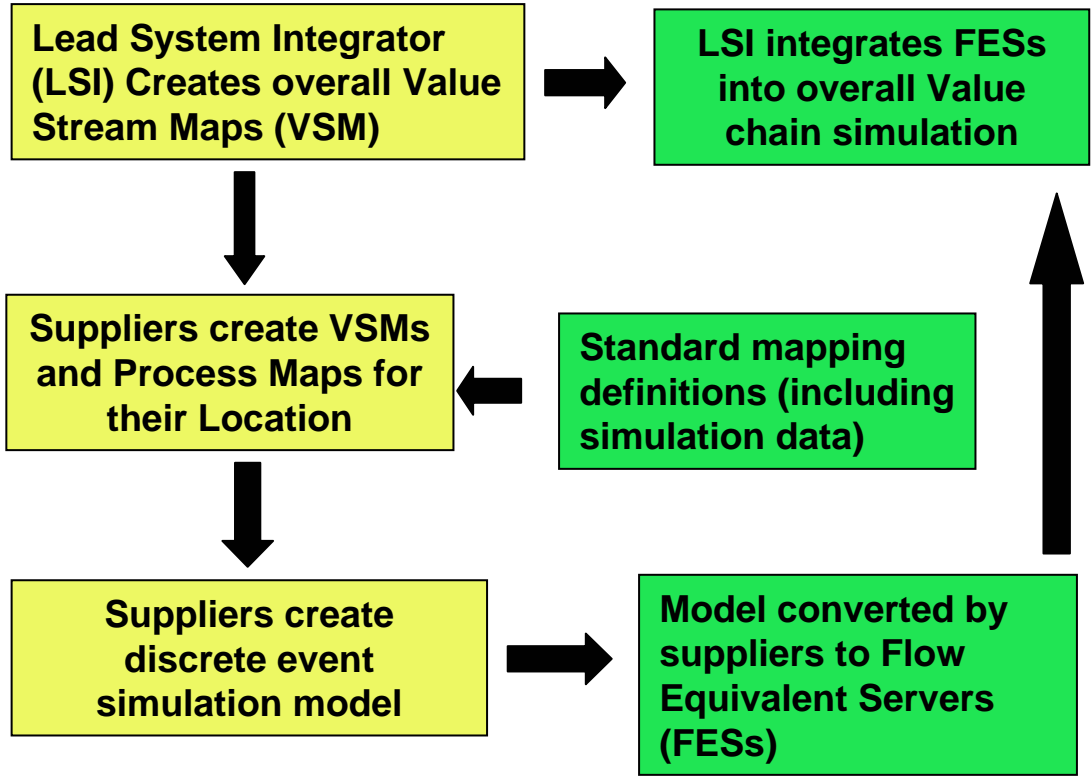 Lead System Integrator
(LSI) Creates overall Value
Stream Maps (VSM)
LSI integrates FESs
into overall Value
chain simulation
Suppliers create VSMs
and Process Maps for
their Location
Standard mapping
definitions (including
simulation data)
Suppliers create
discrete event
simulation model
Model converted by
suppliers to Flow
Equivalent Servers
(FESs)